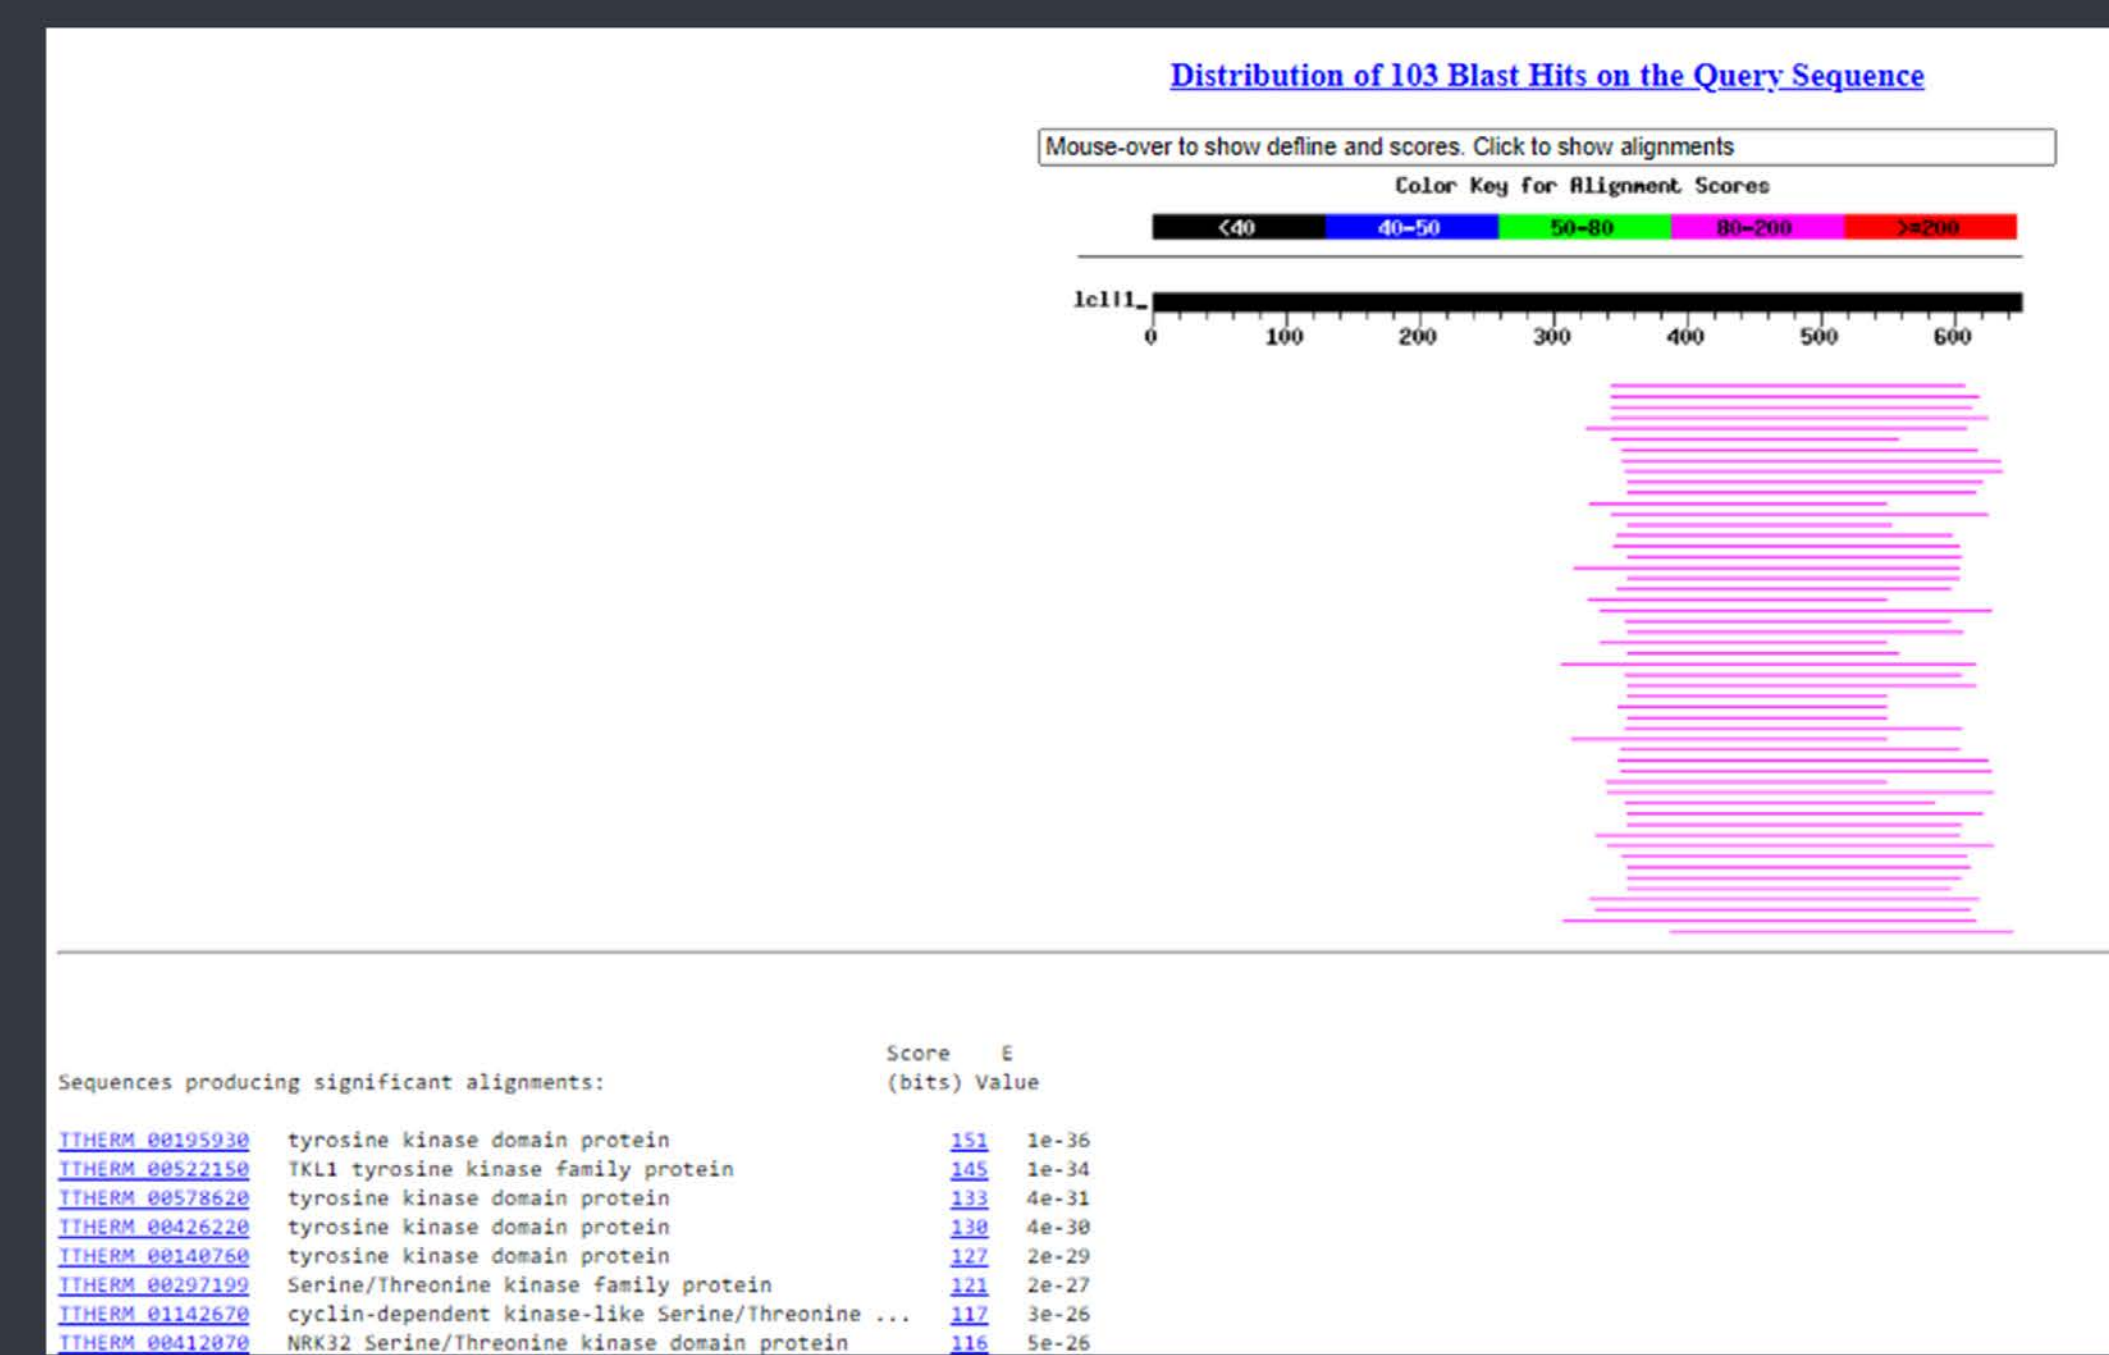 Distribution of 103 Blast Hits on the Query Sequence
Mouse-over to show defline and scores. Click to show alignments
Color Key for Alignment Scores
<40 40-50 50-80 80-200 >=200
lcl|1_
0 100 200 300 400 500 600
Score E
Sequences producing significant alignments: (bits) Value
TTHERM_00195930 tyrosine kinase domain protein 151 1e-36
TTHERM_00522150 TKL1 tyrosine kinase family protein 145 1e-34
TTHERM_00578620 tyrosine kinase domain protein 133 4e-31
TTHERM_00426220 tyrosine kinase domain protein 130 4e-30
TTHERM_00140760 tyrosine kinase domain protein 127 2e-29
TTHERM_00297199 Serine/Threonine kinase family protein 121 2e-27
TTHERM_01142670 cyclin-dependent kinase-like Serine/Threonine ... 117 3e-26
TTHERM_00412070 NRK32 Serine/Threonine kinase domain protein 116 5e-26